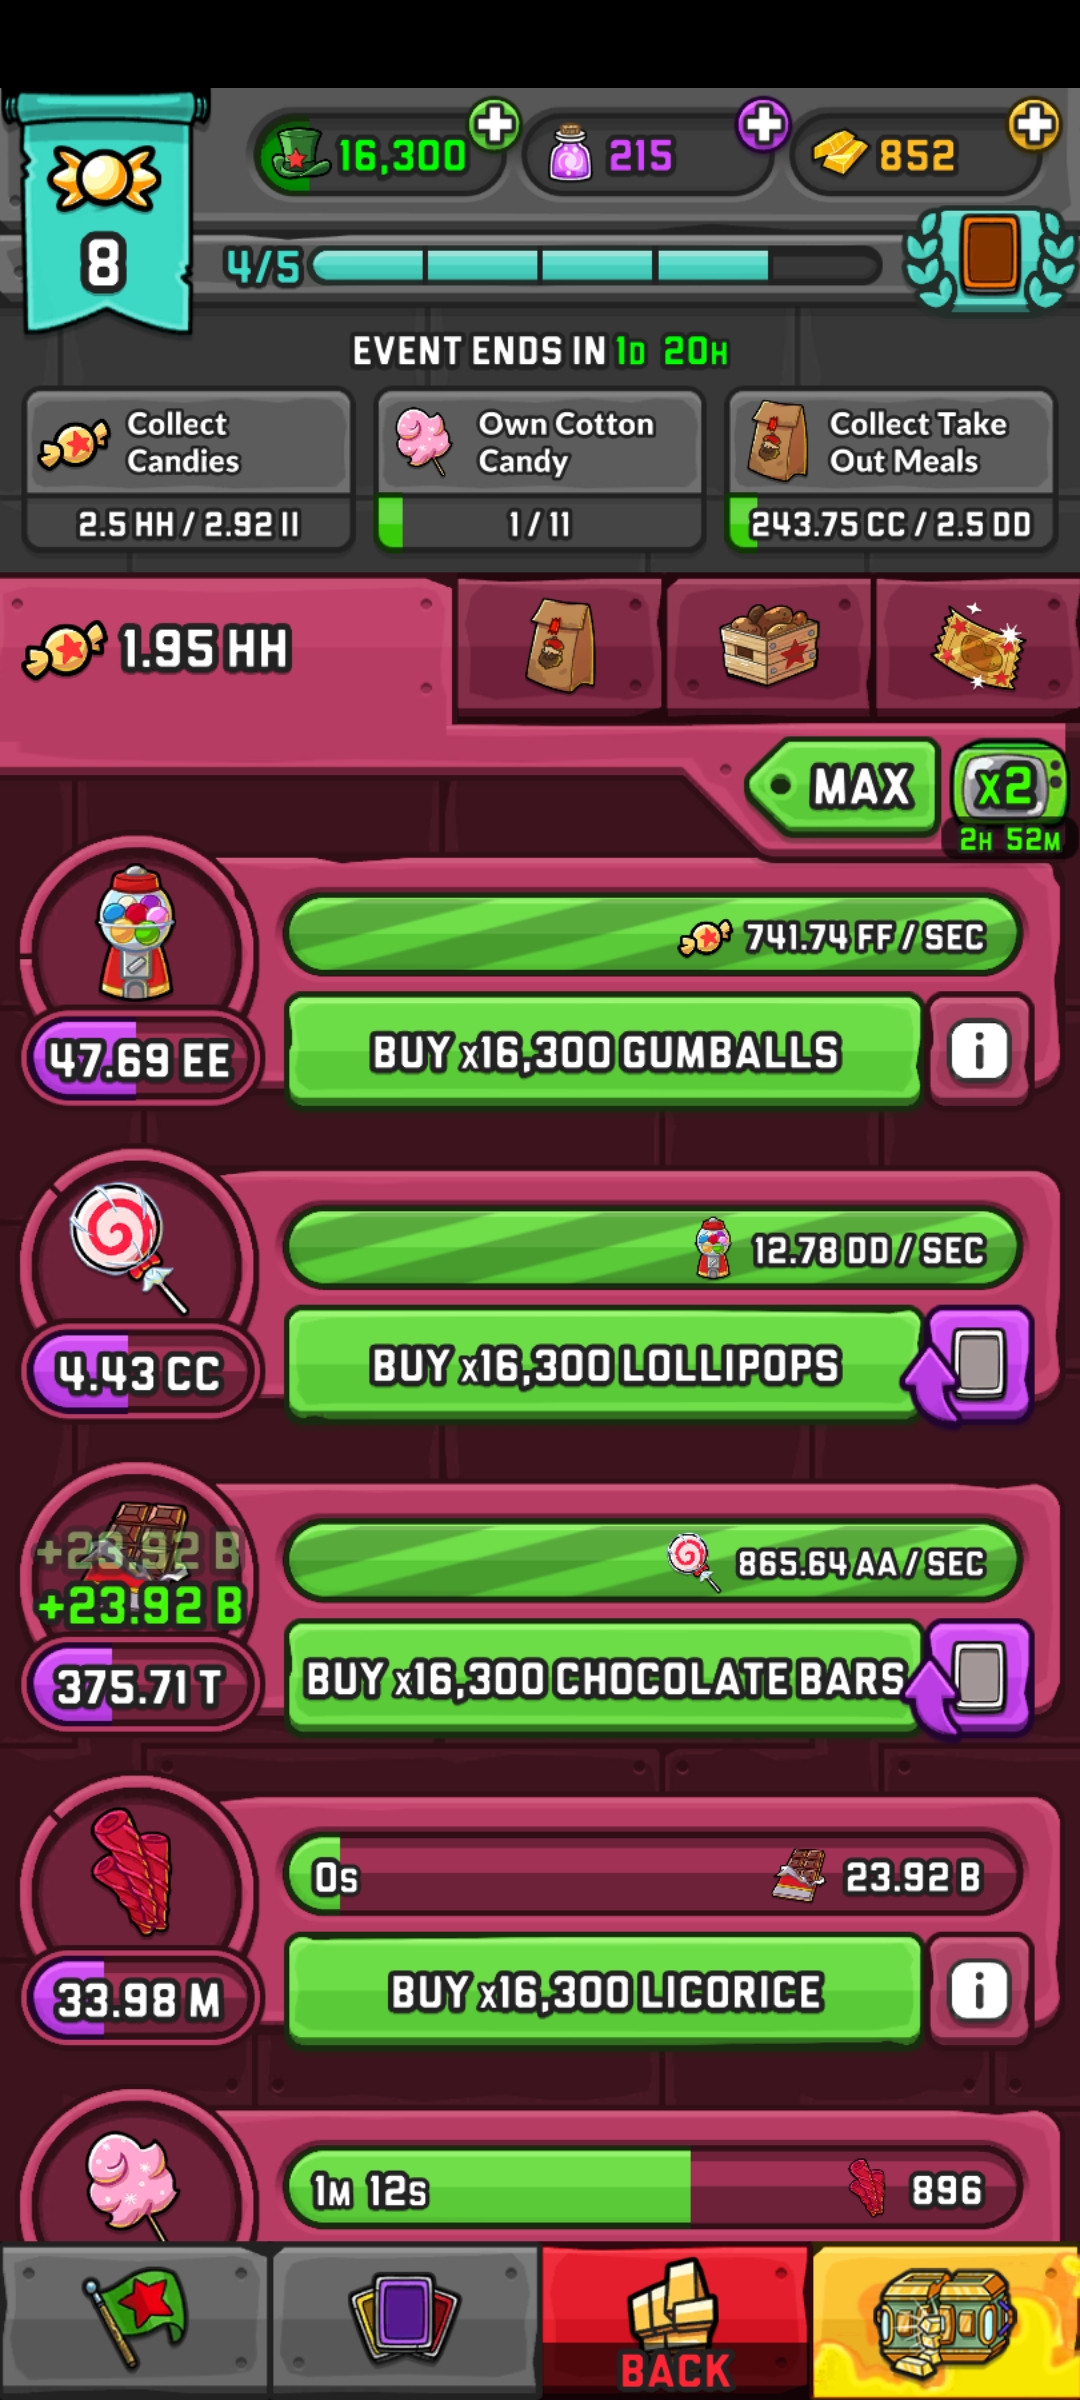 16,300
215
852
8
4/5
EVENT ENDS IN 1D 20H
Collect
Candies
2.5 HH / 2.92 II
Own Cotton
Candy
1 / 11
Collect Take
Out Meals
243.75 CC / 2.5 DD
1.95 HH
MAX
x2
2H 52M
741.74 FF / SEC
47.69 EE
BUY x16,300 GUMBALLS
i
12.78 DD / SEC
4.43 CC
BUY x16,300 LOLLIPOPS
+23.92 B
+23.92 B
865.64 AA / SEC
375.71 T
BUY x16,300 CHOCOLATE BARS
0s
23.92 B
33.98 M
BUY x16,300 LICORICE
i
1M 12s
896
BACK